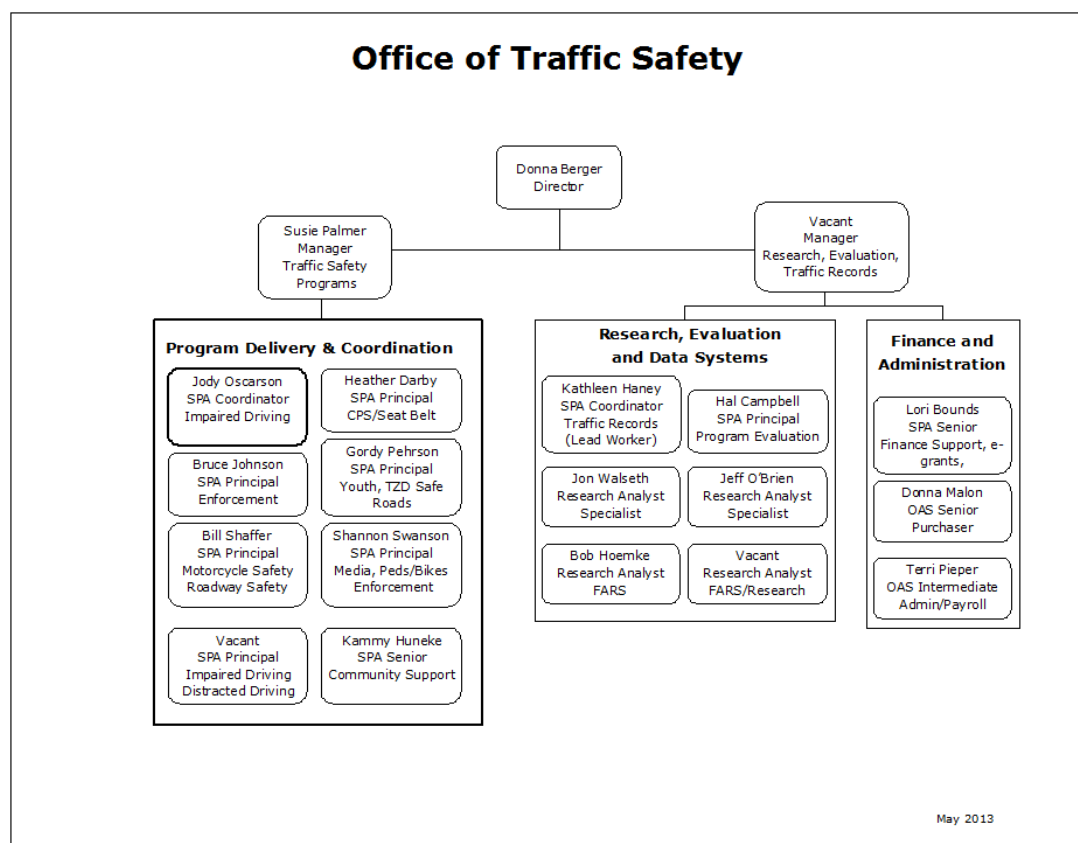 Office of Traffic Safety
Donna Berger
Director
Susie Palmer
Manager
Traffic Safety
Programs
Vacant
Manager
Research, Evaluation,
Traffic Records
Program Delivery & Coordination
Jody Oscarson
SPA Coordinator
Impaired Driving
Heather Darby
SPA Principal
CPS/Seat Belt
Bruce Johnson
SPA Principal
Enforcement
Gordy Pehrson
SPA Principal
Youth, TZD Safe
Roads
Bill Shaffer
SPA Principal
Motorcycle Safety
Roadway Safety
Shannon Swanson
SPA Principal
Media, Peds/Bikes
Enforcement
Vacant
SPA Principal
Impaired Driving
Distracted Driving
Kammy Huneke
SPA Senior
Community Support
Research, Evaluation
and Data Systems
Kathleen Haney
SPA Coordinator
Traffic Records
(Lead Worker)
Hal Campbell
SPA Principal
Program Evaluation
Jon Walseth
Research Analyst
Specialist
Jeff O’Brien
Research Analyst
Specialist
Bob Hoemke
Research Analyst
FARS
Vacant
Research Analyst
FARS/Research
Finance and
Administration
Lori Bounds
SPA Senior
Finance Support, e-
grants,
Donna Malon
OAS Senior
Purchaser
Terri Pieper
OAS Intermediate
Admin/Payroll
May 2013